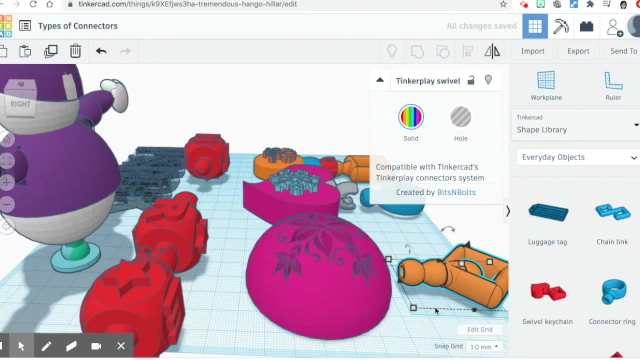 tinkercad.com/things/k9XEfjws3ha-tremendous-hango-hillar/edit
Types of Connectors
All changes saved
Import
Export
Send To
RIGHT
Tinkerplay swivel
Solid
Hole
Compatible with Tinkercad's
Tinkerplay connectors system
Created by BitsNBolts
Workplane
Ruler
Tinkercad
Shape Library
Everyday Objects
Luggage tag
Chain link
Swivel keychain
Connector ring
Edit Grid
Snap Grid 1.0 mm